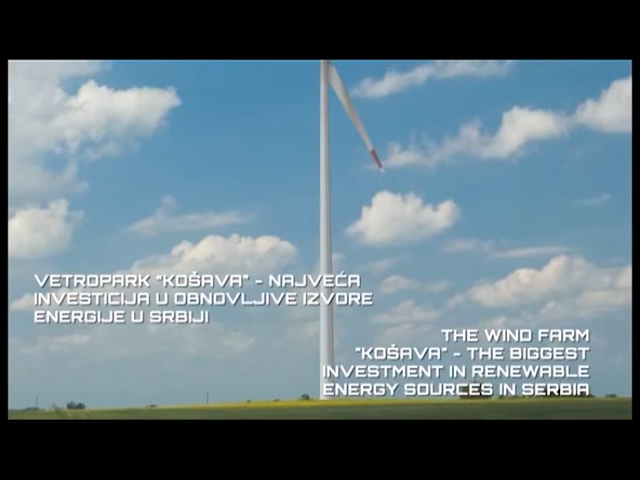 VETROPARK "KOŠAVA" - NAJVEĆA
INVESTICIJA U OBNOVLJIVE IZVORE
ENERGIJE U SRBIJI
THE WIND FARM
"KOŠAVA" - THE BIGGEST
INVESTMENT IN RENEWABLE
ENERGY SOURCES IN SERBIA